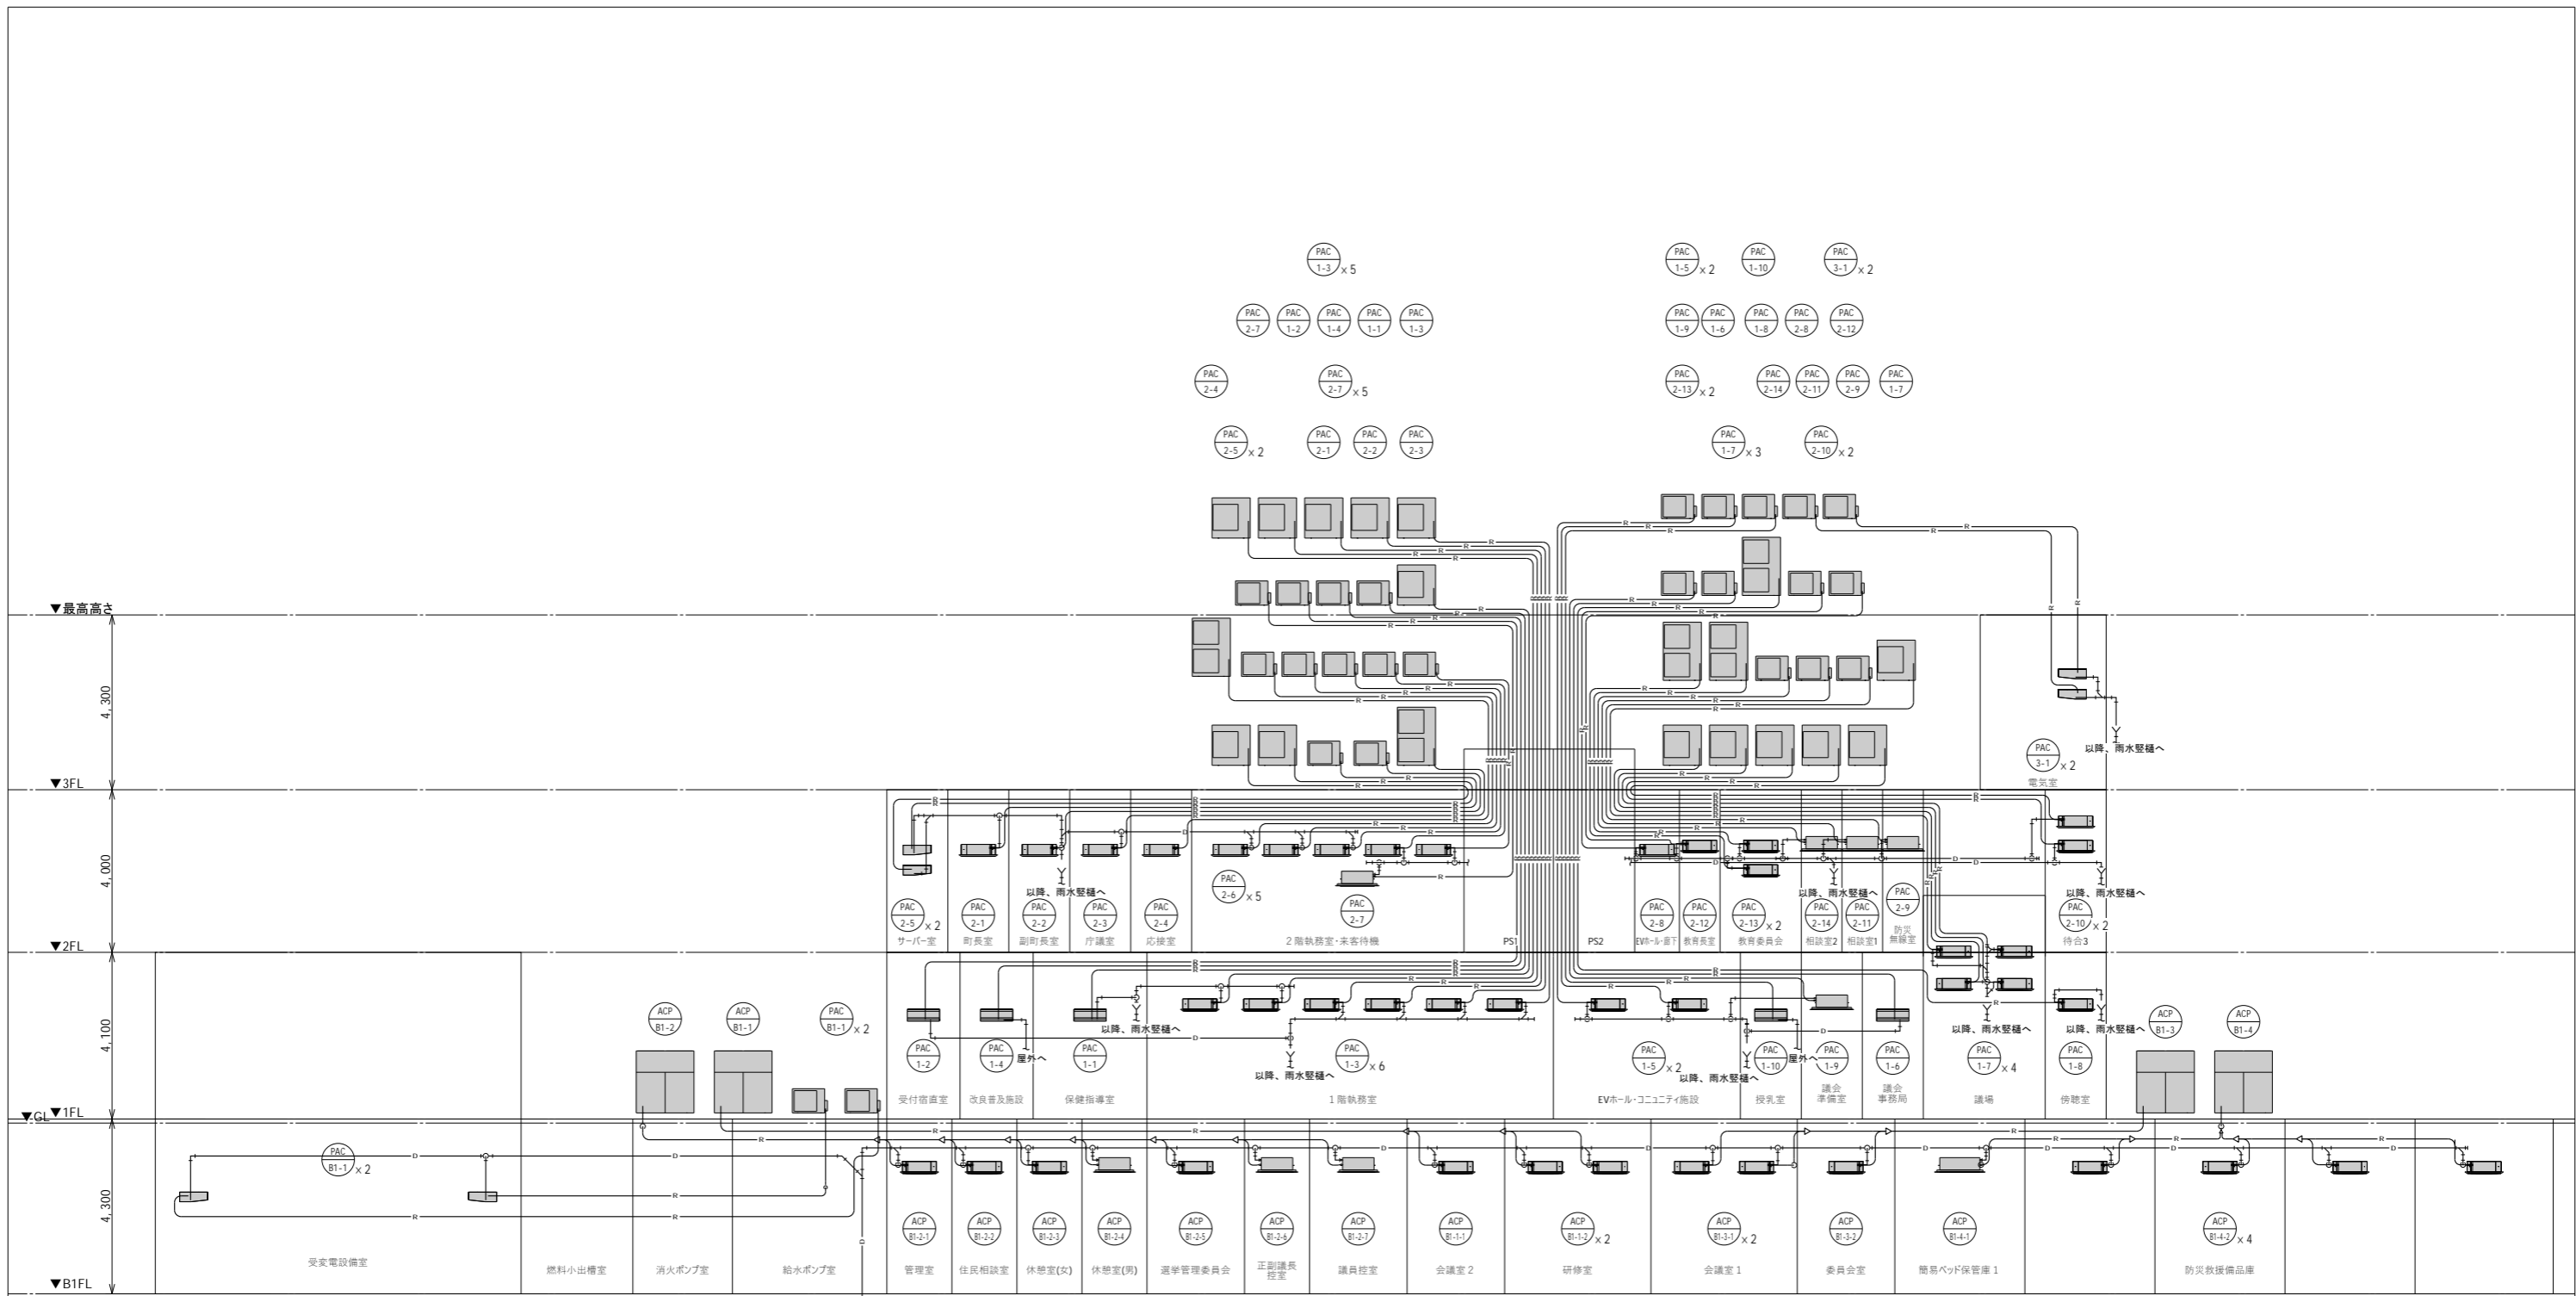 PAC 1-3 ×5
PAC 1-5 ×2
PAC 1-10
PAC 3-1 ×2
PAC 2-7
PAC 1-2
PAC 1-4
PAC 1-1
PAC 1-3
PAC 1-9
PAC 1-6
PAC 1-8
PAC 2-8
PAC 2-12
PAC 2-4
PAC 2-7 ×5
PAC 2-13 ×2
PAC 2-14
PAC 2-11
PAC 2-9
PAC 1-7
PAC 2-5 ×2
PAC 2-1
PAC 2-2
PAC 2-3
PAC 1-7 ×3
PAC 2-10 ×2
▼最高高さ
4,300
PAC 3-1 ×2
電気室
以降、雨水竪樋へ
▼3FL
4,000
以降、雨水竪樋へ
以降、雨水竪樋へ
以降、雨水竪樋へ
PAC 2-5 ×2
サーバー室
PAC 2-1
町長室
PAC 2-2
副町長室
PAC 2-3
庁議室
PAC 2-4
応接室
PAC 2-6 ×5
PAC 2-7
2階執務室・来客待機
PS1
PS2
PAC 2-8
EVホール・廊下
PAC 2-12
教育長室
PAC 2-13 ×2
教育委員会
PAC 2-14
相談室2
PAC 2-11
相談室1
PAC 2-9
防災
無線室
PAC 2-10 ×2
待合3
▼2FL
4,100
ACP B1-2
ACP B1-1
PAC B1-1 ×2
PAC 1-2
受付宿直室
PAC 1-4
屋外へ
改良普及施設
PAC 1-1
以降、雨水竪樋へ
保健指導室
PAC 1-3 ×6
以降、雨水竪樋へ
1階執務室
PAC 1-5 ×2
以降、雨水竪樋へ
EVホール・コニュニティ施設
PAC 1-10
屋外へ
授乳室
PAC 1-9
議会
準備室
PAC 1-6
議会
事務局
以降、雨水竪樋へ
PAC 1-7 ×4
議場
以降、雨水竪樋へ
PAC 1-8
傍聴室
ACP B1-3
ACP B1-4
▼GL
▼1FL
4,300
PAC B1-1 ×2
受変電設備室
燃料小出槽室
消火ポンプ室
給水ポンプ室
ACP B1-2-1
管理室
ACP B1-2-2
住民相談室
ACP B1-2-3
休憩室(女)
ACP B1-2-4
休憩室(男)
ACP B1-2-5
選挙管理委員会
ACP B1-2-6
正副議長
控室
ACP B1-2-7
議員控室
ACP B1-1-1
会議室2
ACP B1-1-2 ×2
研修室
ACP B1-3-1 ×2
会議室1
ACP B1-3-2
委員会室
ACP B1-4-1
簡易ベッド保管庫1
ACP B1-4-2 ×4
防災救援備品庫
▼B1FL